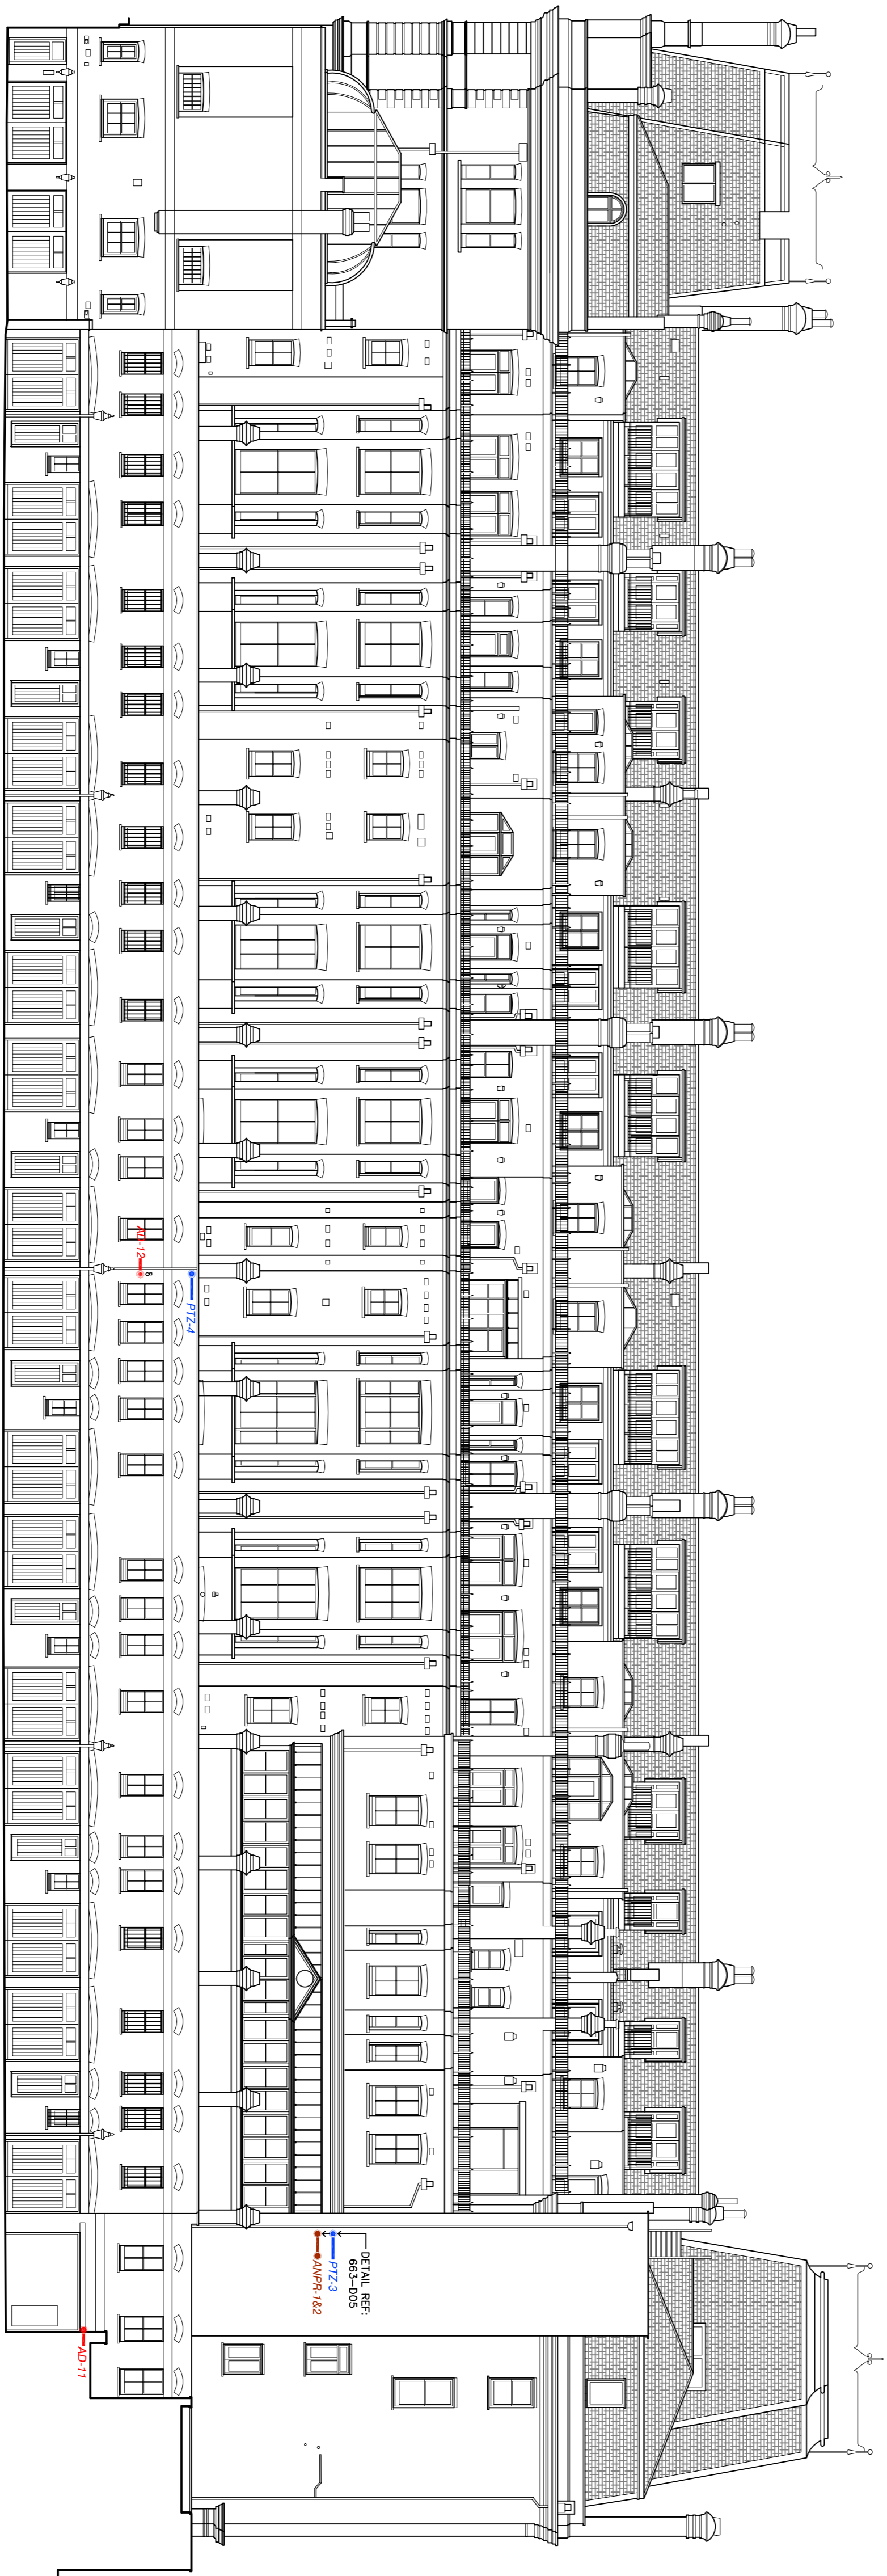 AD-12
PTZ-4
DETAIL REF:
663-D05
PTZ-3
ANPR-1&2
AD-11